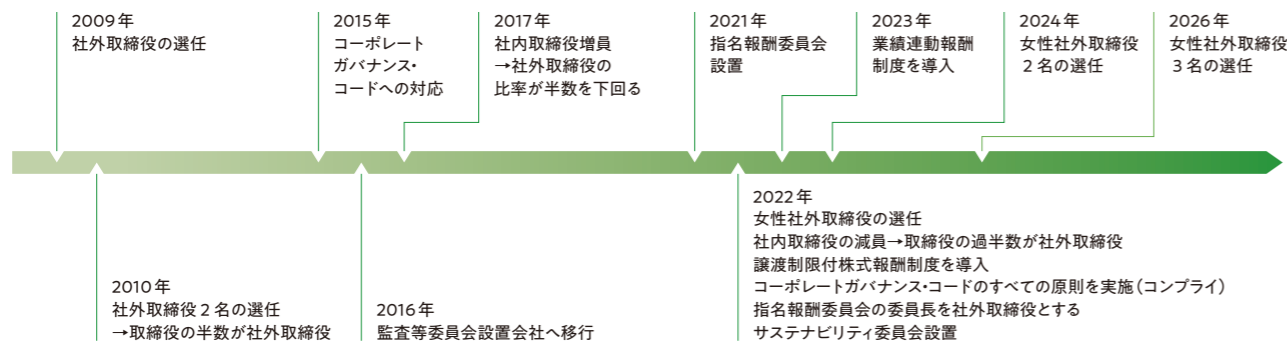 2009年
社外取締役の選任
2015年
コーポレート
ガバナンス・
コードへの対応
2017年
社内取締役増員
→社外取締役の
比率が半数を下回る
2021年
指名報酬委員会
設置
2023年
業績連動報酬
制度を導入
2024年
女性社外取締役
2名の選任
2026年
女性社外取締役
3名の選任
2010年
社外取締役2名の選任
→取締役の半数が社外取締役
2016年
監査等委員会設置会社へ移行
2022年
女性社外取締役の選任
社内取締役の減員→取締役の過半数が社外取締役
譲渡制限付株式報酬制度を導入
コーポレートガバナンス・コードのすべての原則を実施(コンプライ)
指名報酬委員会の委員長を社外取締役とする
サステナビリティ委員会設置